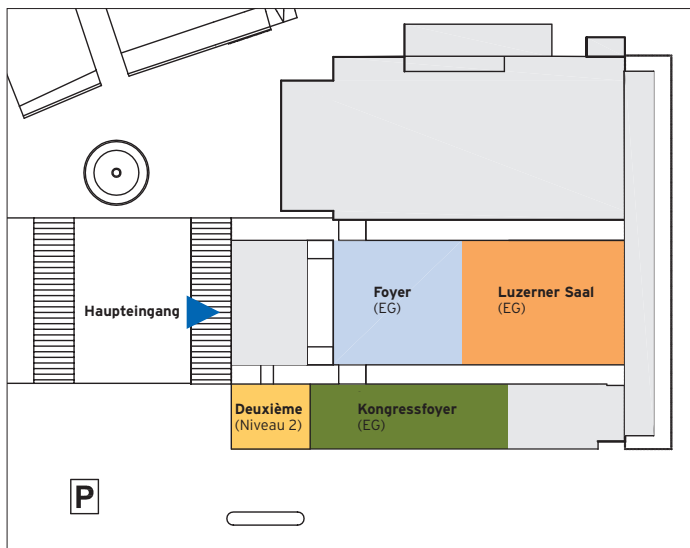 Foyer
(EG)
Luzerner Saal
(EG)
Haupteingang
Deuxième
(Niveau 2)
Kongressfoyer
(EG)
P